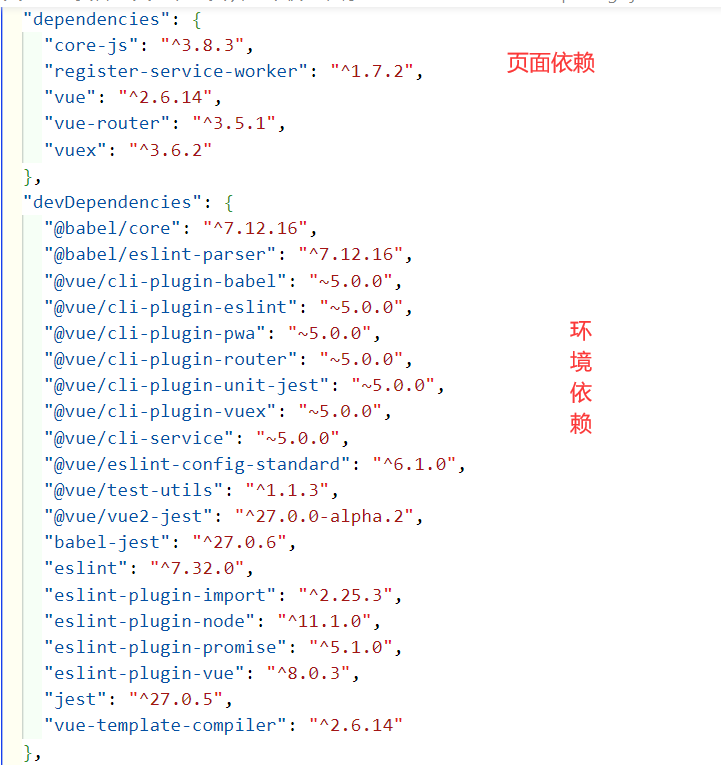 "dependencies": {
"core-js": "^3.8.3",
"register-service-worker": "^1.7.2",
页面依赖
"vue": "^2.6.14",
"vue-router": "^3.5.1",
"vuex": "^3.6.2"
},
"devDependencies": {
"@babel/core": "^7.12.16",
"@babel/eslint-parser": "^7.12.16",
"@vue/cli-plugin-babel": "~5.0.0",
"@vue/cli-plugin-eslint": "~5.0.0",
"@vue/cli-plugin-pwa": "~5.0.0",
"@vue/cli-plugin-router": "~5.0.0",
"@vue/cli-plugin-unit-jest": "~5.0.0",
"@vue/cli-plugin-vuex": "~5.0.0",
"@vue/cli-service": "~5.0.0",
"@vue/eslint-config-standard": "^6.1.0",
"@vue/test-utils": "^1.1.3",
"@vue/vue2-jest": "^27.0.0-alpha.2",
"babel-jest": "^27.0.6",
"eslint": "^7.32.0",
"eslint-plugin-import": "^2.25.3",
"eslint-plugin-node": "^11.1.0",
"eslint-plugin-promise": "^5.1.0",
"eslint-plugin-vue": "^8.0.3",
"jest": "^27.0.5",
"vue-template-compiler": "^2.6.14"
},
环
境
依
赖